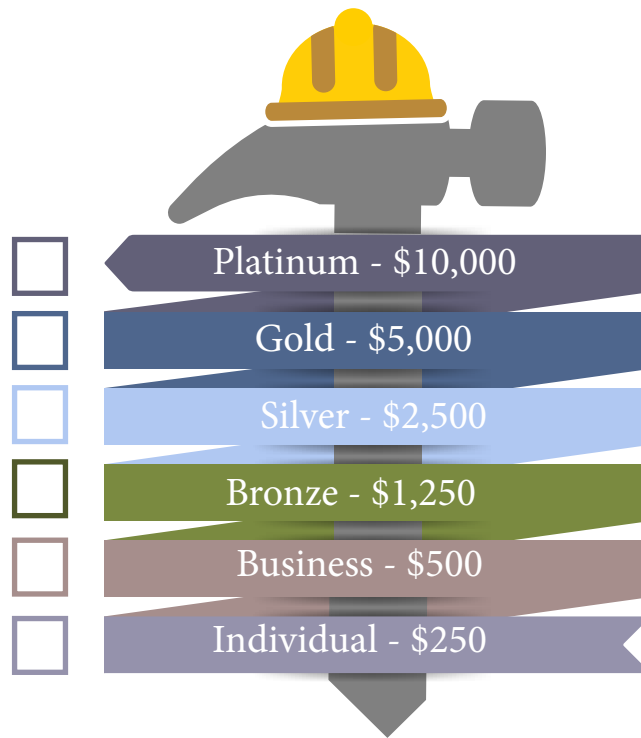 Platinum - $10,000
Gold - $5,000
Silver - $2,500
Bronze - $1,250
Business - $500
Individual - $250